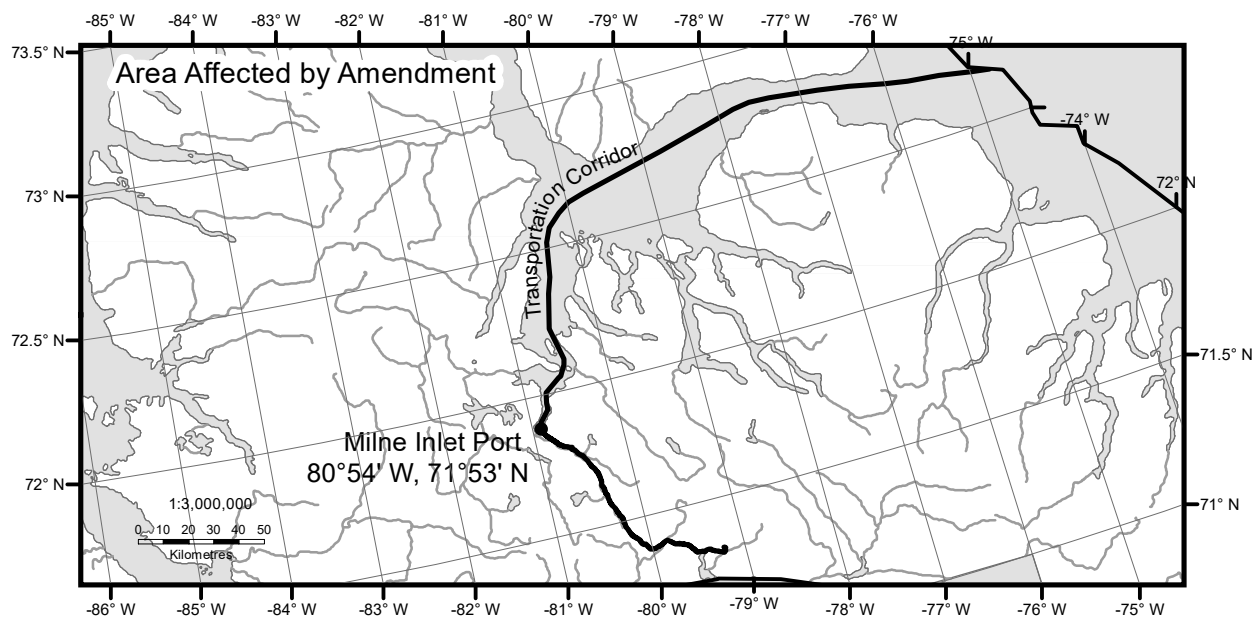 -85° W -84° W -83° W -82° W -81° W -80° W -79° W -78° W -77° W -76° W
75° W
73.5° N
Area Affected by Amendment
-74° W
Transportation Corridor
73° N
72° N
72.5° N
71.5° N
Milne Inlet Port
80°54' W, 71°53' N
72° N
1:3,000,000
71° N
0 10 20 30 40 50
Kilometres
-86° W -85° W -84° W -83° W -82° W -81° W -80° W -79° W -78° W -77° W -76° W -75° W